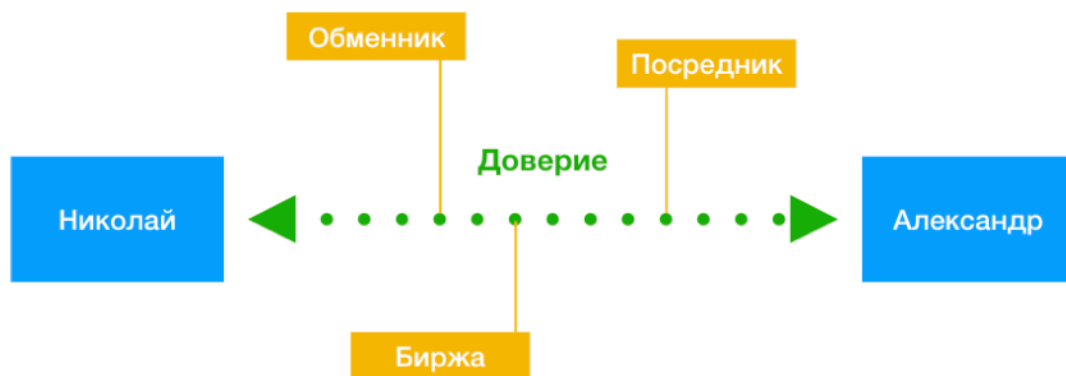 Обменник
Посредник
Доверие
Николай
Александр
Биржа